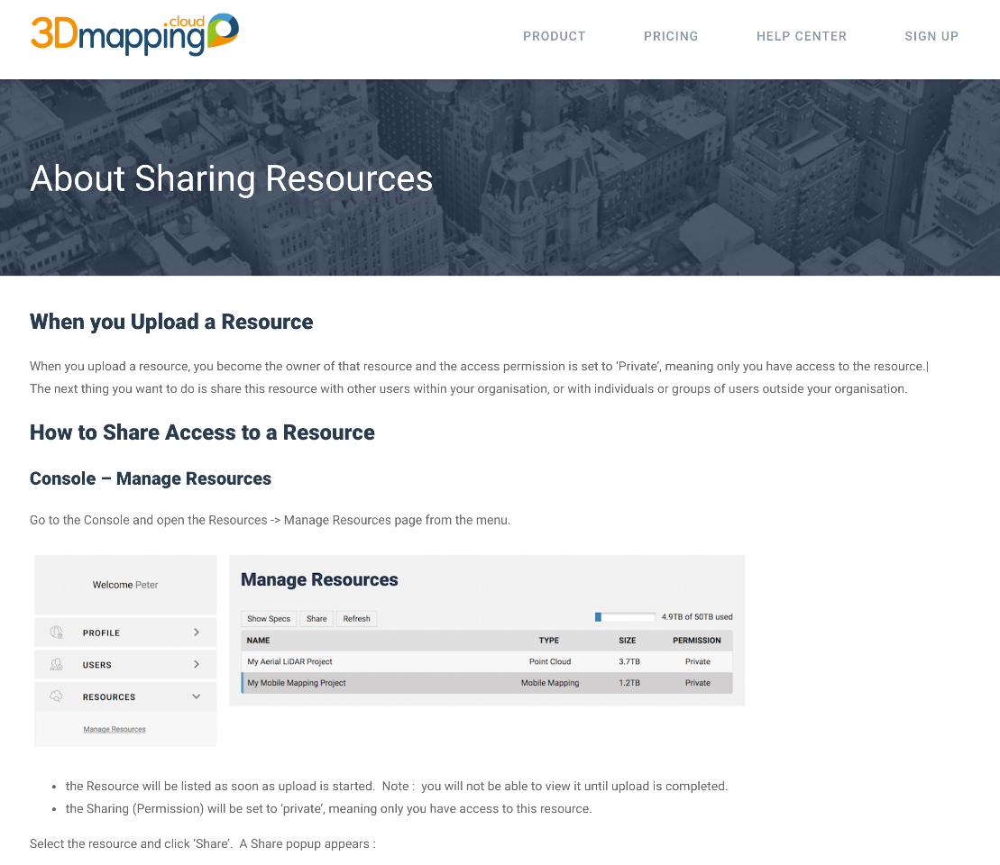 3Dmapping cloud
PRODUCT PRICING HELP CENTER SIGN UP
About Sharing Resources
When you Upload a Resource
When you upload a resource, you become the owner of that resource and the access permission is set to ‘Private’, meaning only you have access to the resource.|
The next thing you want to do is share this resource with other users within your organisation, or with individuals or groups of users outside your organisation.
How to Share Access to a Resource
Console – Manage Resources
Go to the Console and open the Resources -> Manage Resources page from the menu.
Welcome Peter
PROFILE
USERS
RESOURCES
Manage Resources
Manage Resources
Show Specs Share Refresh 4.9TB of 50TB used
NAME TYPE SIZE PERMISSION
My Aerial LiDAR Project Point Cloud 3.7TB Private
My Mobile Mapping Project Mobile Mapping 1.2TB Private
• the Resource will be listed as soon as upload is started.  Note :  you will not be able to view it until upload is completed.
• the Sharing (Permission) will be set to ‘private’, meaning only you have access to this resource.
Select the resource and click ‘Share’.  A Share popup appears :